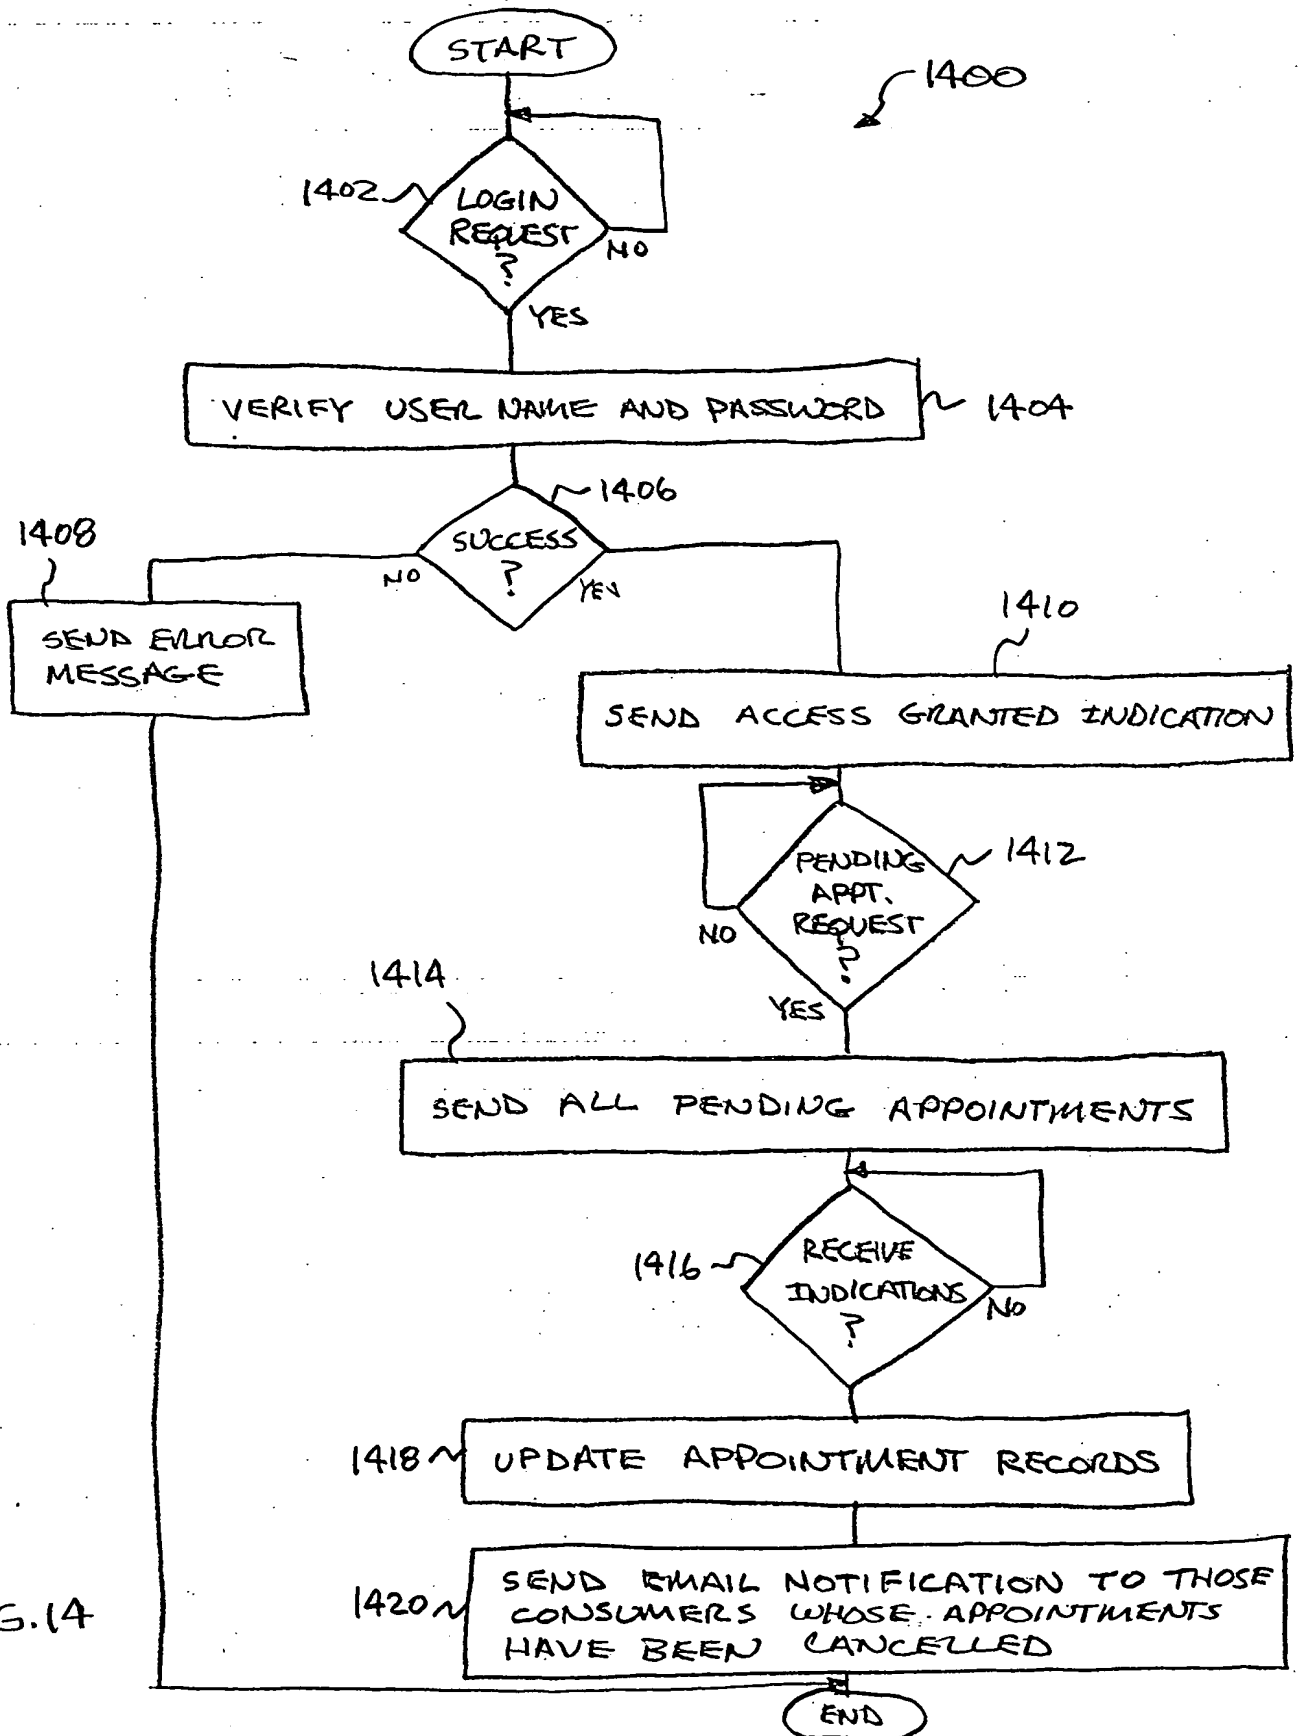 START
1400
1402
LOGIN
REQUEST
?
NO
YES
VERIFY USER NAME AND PASSWORD
1404
1406
SUCCESS
?
NO
YES
1408
SEND ERROR
MESSAGE
1410
SEND ACCESS GRANTED INDICATION
1412
PENDING
APPT.
REQUEST
?
NO
YES
1414
SEND ALL PENDING APPOINTMENTS
1416
RECEIVE
INDICATIONS
?
NO
1418
UPDATE APPOINTMENT RECORDS
1420
SEND EMAIL NOTIFICATION TO THOSE
CONSUMERS WHOSE APPOINTMENTS
HAVE BEEN CANCELLED
G.14
END